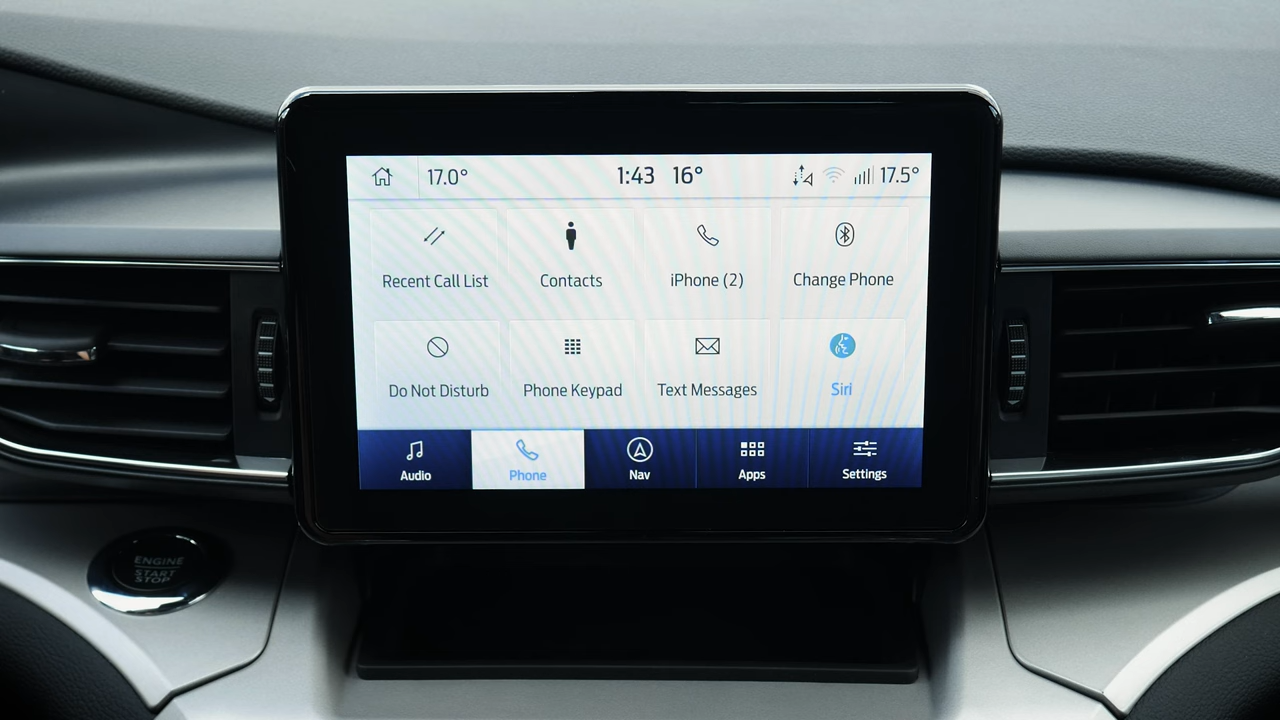 17.0° 1:43 16° 17.5°
Recent Call List Contacts iPhone (2) Change Phone
Do Not Disturb Phone Keypad Text Messages Siri
Audio Phone Nav Apps Settings
ENGINE
START
STOP